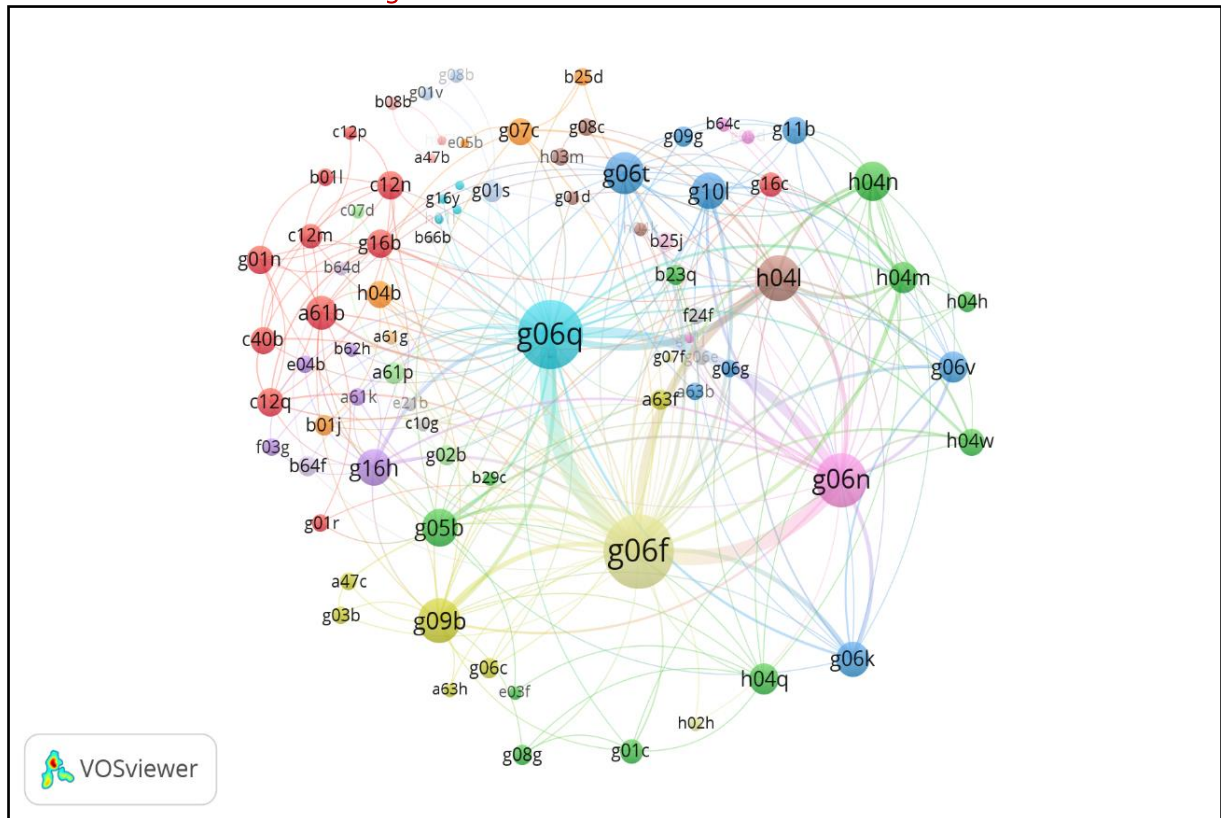 g08b
b25d
g01v
b08b
c12p
g07c
g08c
b64c
g11b
g09g
e05b
a47b
h03m
b01l
c12n
g16y
g01s
g01d
g06t
g10l
g16c
h04n
c07d
c12m
g16b
b66b
b25j
g01n
b64d
b23q
h04l
h04m
h04b
h04h
a61b
f24f
g06q
c40b
a61g
b62h
e04b
a61p
g07f
g06e
g06g
g06v
a61k
e21b
a63f
a63b
c12q
b01j
c10g
h04w
f03g
b64f
g16h
g02b
b29c
g06n
g01r
g05b
g06f
a47c
g03b
g09b
g06c
g06k
a63h
e03f
h04q
h02h
g08g
g01c
VOSviewer